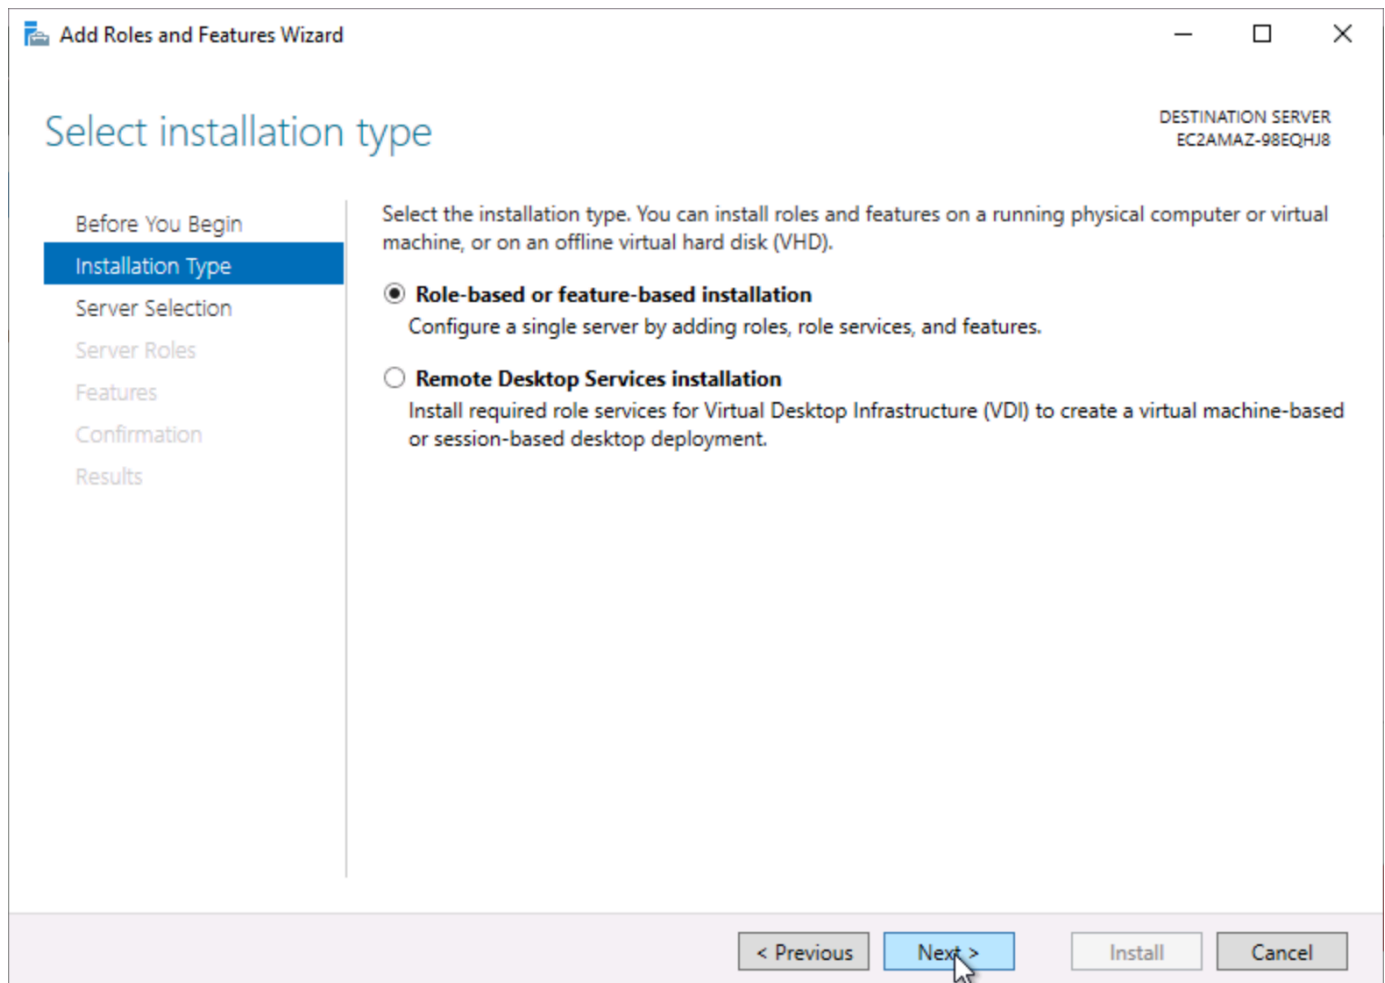 Add Roles and Features Wizard
Select installation type
DESTINATION SERVER
EC2AMAZ-98EQHJ8
Before You Begin
Installation Type
Server Selection
Server Roles
Features
Confirmation
Results
Select the installation type. You can install roles and features on a running physical computer or virtual
machine, or on an offline virtual hard disk (VHD).
Role-based or feature-based installation
Configure a single server by adding roles, role services, and features.
Remote Desktop Services installation
Install required role services for Virtual Desktop Infrastructure (VDI) to create a virtual machine-based
or session-based desktop deployment.
< Previous
Next >
Install
Cancel